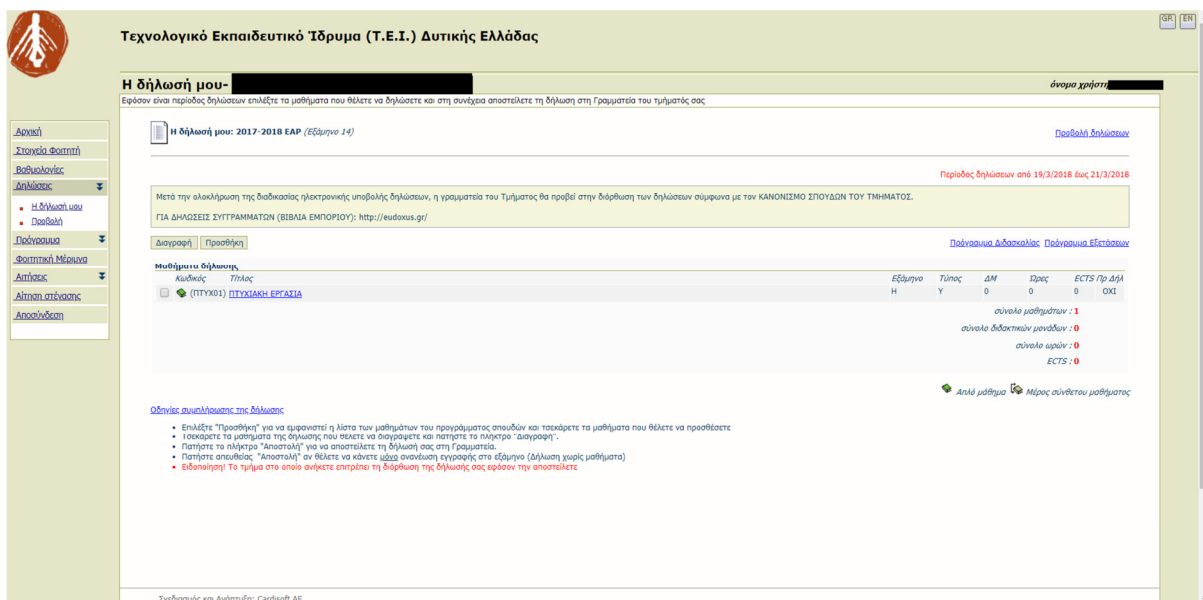 GR EN
Τεχνολογικό Εκπαιδευτικό Ίδρυμα (Τ.Ε.Ι.) Δυτικής Ελλάδας
Η δήλωσή μου-
όνομα χρήστη
Εφόσον είναι περίοδος δηλώσεων επιλέξτε τα μαθήματα που θέλετε να δηλώσετε και στη συνέχεια αποστείλετε τη δήλωση στη Γραμματεία του τμήματός σας
Αρχική
Στοιχεία Φοιτητή
Βαθμολογίες
Δηλώσεις
Η δήλωσή μου
Προβολή
Πρόγραμμα
Φοιτητική Μέριμνα
Αιτήσεις
Αίτηση στέγασης
Αποσύνδεση
Η δήλωσή μου: 2017-2018 ΕΑΡ (Εξάμηνο 14)
Προβολή δηλώσεων
Περίοδος δηλώσεων από 19/3/2018 έως 21/3/2018
Μετά την ολοκλήρωση της διαδικασίας ηλεκτρονικής υποβολής δηλώσεων, η γραμματεία του Τμήματος θα προβεί στην διόρθωση των δηλώσεων σύμφωνα με τον ΚΑΝΟΝΙΣΜΟ ΣΠΟΥΔΩΝ ΤΟΥ ΤΜΗΜΑΤΟΣ.
ΓΙΑ ΔΗΛΩΣΕΙΣ ΣΥΓΓΡΑΜΜΑΤΩΝ (ΒΙΒΛΙΑ ΕΜΠΟΡΙΟΥ): http://eudoxus.gr/
Διαγραφή Προσθήκη
Πρόγραμμα Διδασκαλίας Πρόγραμμα Εξετάσεων
Μαθήματα δήλωσης
Κωδικός Τίτλος Εξάμηνο Τύπος ΔΜ Ώρες ECTS Πρ Δήλ
(ΠΤΥΧ01) ΠΤΥΧΙΑΚΗ ΕΡΓΑΣΙΑ Η Υ 0 0 0 ΟΧΙ
σύνολο μαθημάτων : 1
σύνολο διδακτικών μονάδων : 0
σύνολο ωρών : 0
ECTS : 0
Απλό μάθημα Μέρος σύνθετου μαθήματος
Οδηγίες συμπλήρωσης της δήλωσης
Επιλέξτε "Προσθήκη" για να εμφανιστεί η λίστα των μαθημάτων του προγράμματος σπουδών και τσεκάρετε τα μαθήματα που θέλετε να προσθέσετε
Τσεκάρετε τα μαθήματα της δήλωσης που θέλετε να διαγράψετε και πατήστε το πλήκτρο "Διαγραφή".
Πατήστε το πλήκτρο "Αποστολή" για να αποστείλετε τη δήλωσή σας στη Γραμματεία.
Πατήστε απευθείας "Αποστολή" αν θέλετε να κάνετε μόνο ανανέωση εγγραφής στο εξάμηνο (Δήλωση χωρίς μαθήματα)
Ειδοποίηση! Το τμήμα στο οποίο ανήκετε επιτρέπει τη διόρθωση της δήλωσής σας εφόσον την αποστείλετε
Σχεδιασμός και Ανάπτυξη: Cardisoft ΑΕ